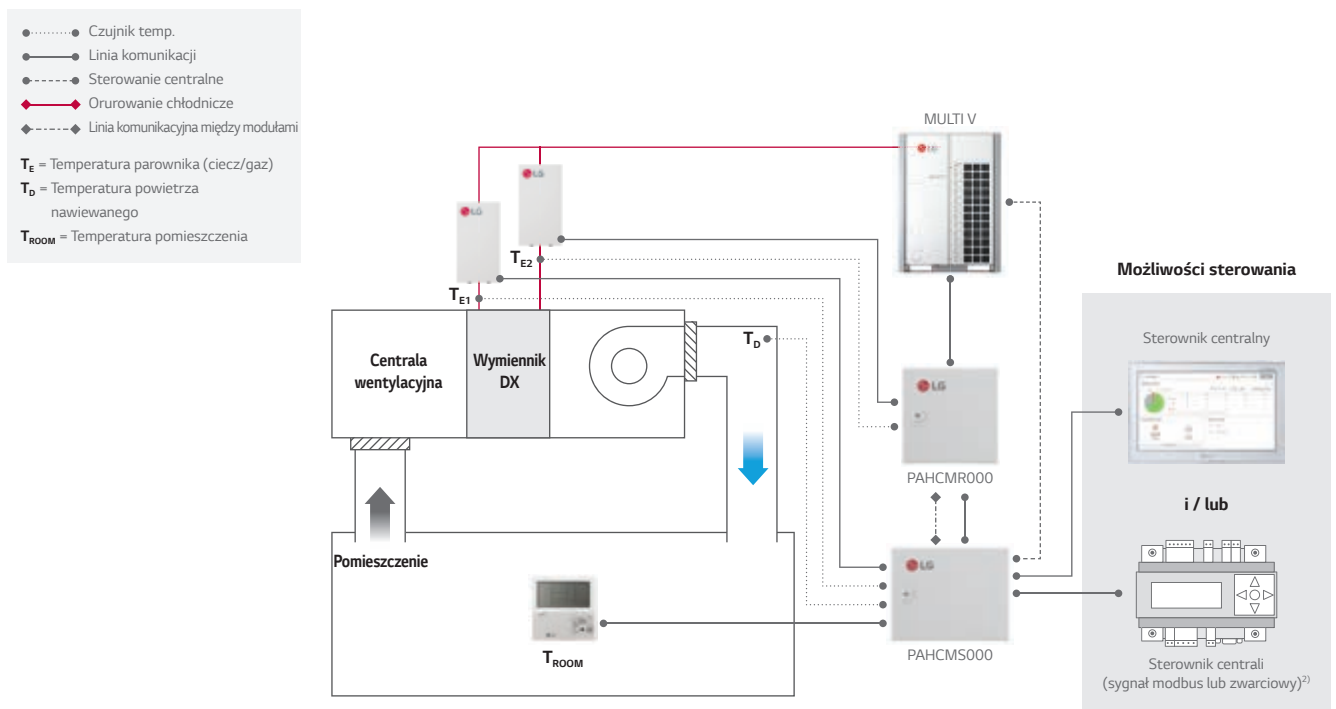 Czujnik temp.
Linia komunikacji
Sterowanie centralne
Orurowanie chłodnicze
Linia komunikacyjna między modułami
TE = Temperatura parownika (ciecz/gaz)
TD = Temperatura powietrza
nawiewanego
TROOM = Temperatura pomieszczenia
MULTI V
LG
LG
LG
TE2
TE1
Centrala
wentylacyjna
Wymiennik
DX
TD
LG
PAHCMR000
LG
PAHCMS000
Pomieszczenie
TROOM
Możliwości sterowania
Sterownik centralny
i / lub
Sterownik centrali
(sygnał modbus lub zwarciowy)2)